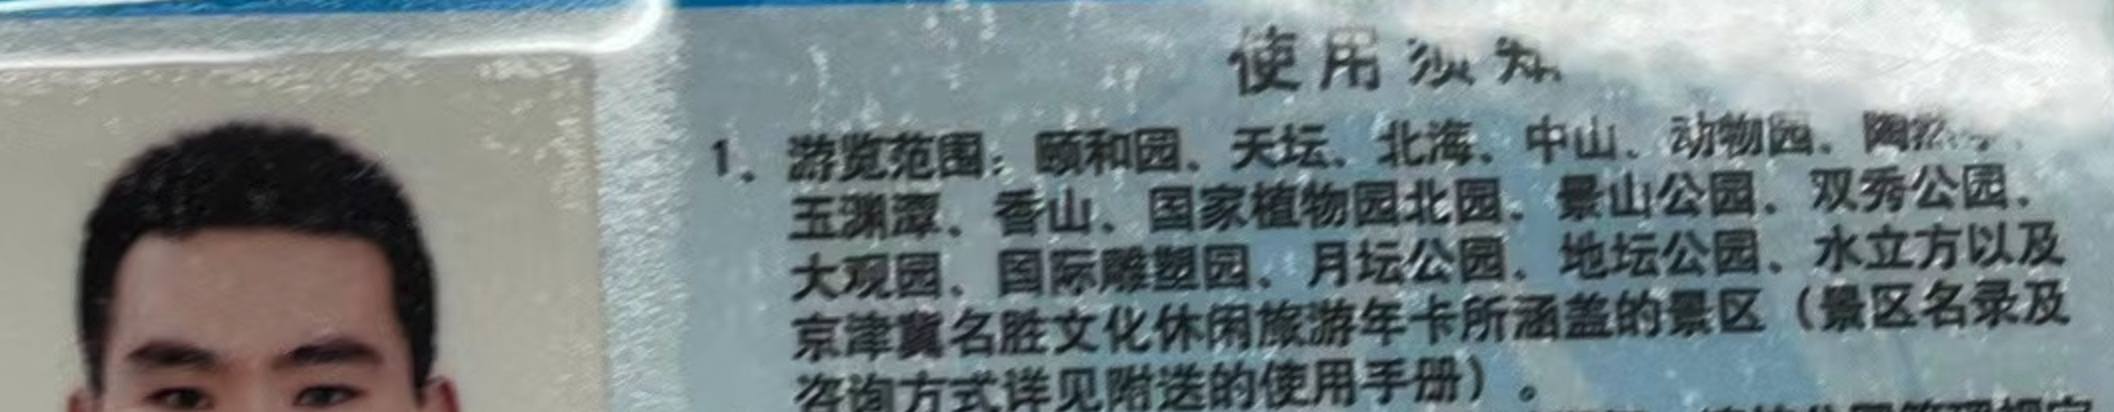 使用须知
1、游览范围：颐和园、天坛、北海、中山、动物园、陶然
玉渊潭、香山、国家植物园北园、景山公园、双秀公园、
大观园、国际雕塑园、月坛公园、地坛公园、水立方以及
京津冀名胜文化休闲旅游年卡所涵盖的景区（景区名录及
咨询方式详见附送的使用手册）。